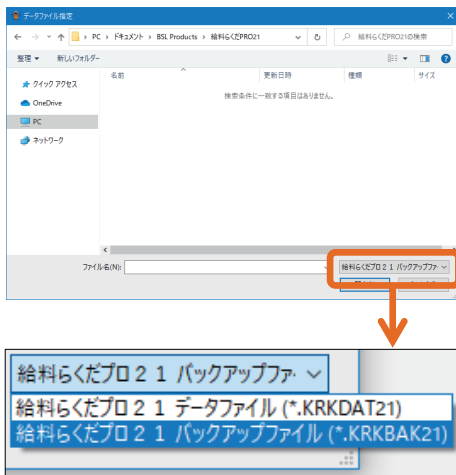 データファイル指定
PC › ドキュメント › BSL Products › 給料らくだPRO21
給料らくだPRO21の検索
整理 新しいフォルダー
名前 更新日時 種類 サイズ
検索条件に一致する項目はありません。
クイック アクセス
OneDrive
PC
ネットワーク
ファイル名(N):
給料らくだプロ21 バックアップファ
給料らくだプロ21 バックアップファ
給料らくだプロ21 データファイル (*.KRKDAT21)
給料らくだプロ21 バックアップファイル (*.KRKBAK21)